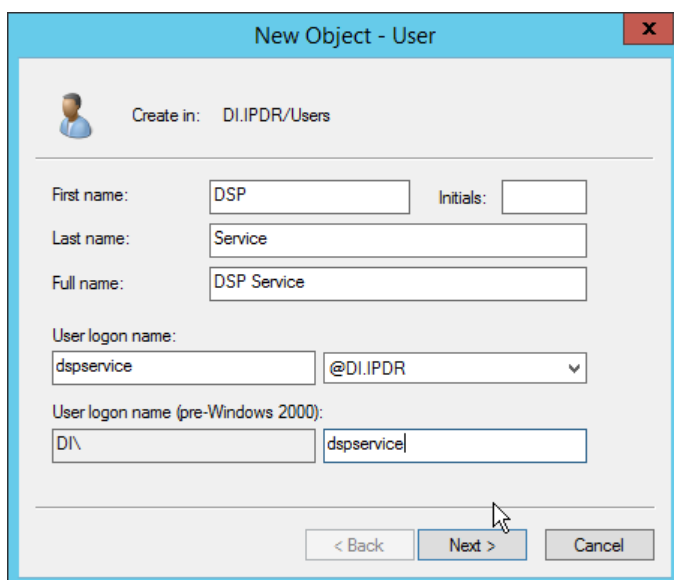 New Object - User
x
Create in: DI.IPDR/Users
First name: DSP Initials:
Last name: Service
Full name: DSP Service
User logon name:
dspservice @DI.IPDR
User logon name (pre-Windows 2000):
DI\ dspservice
< Back Next > Cancel